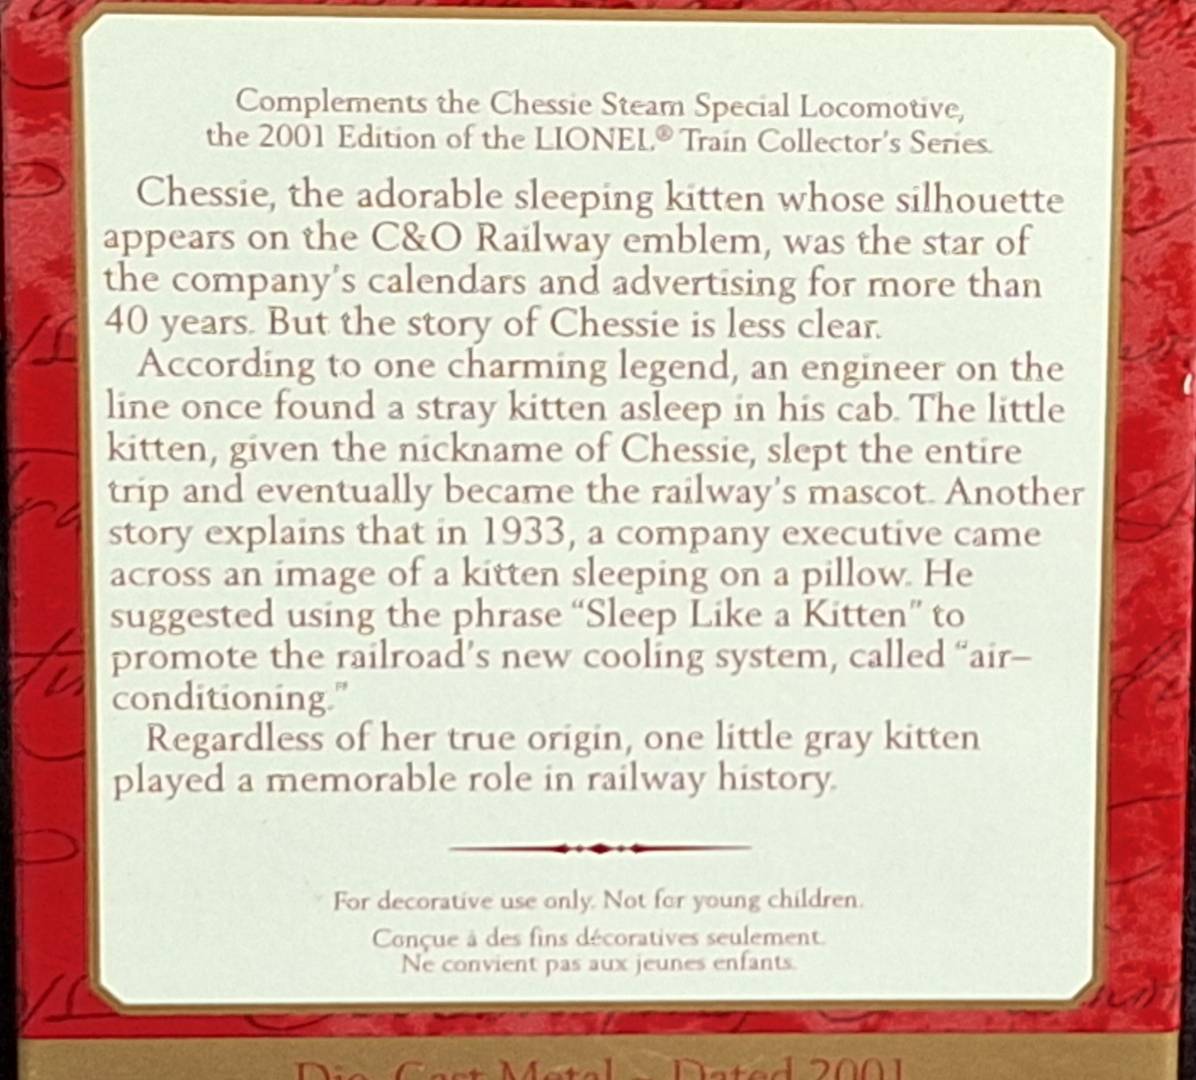 Complements the Chessie Steam Special Locomotive,
the 2001 Edition of the LIONEL® Train Collector's Series.
Chessie, the adorable sleeping kitten whose silhouette
appears on the C&O Railway emblem, was the star of
the company's calendars and advertising for more than
40 years. But the story of Chessie is less clear.
According to one charming legend, an engineer on the
line once found a stray kitten asleep in his cab. The little
kitten, given the nickname of Chessie, slept the entire
trip and eventually became the railway's mascot. Another
story explains that in 1933, a company executive came
across an image of a kitten sleeping on a pillow. He
suggested using the phrase “Sleep Like a Kitten” to
promote the railroad's new cooling system, called “air–
conditioning.”
Regardless of her true origin, one little gray kitten
played a memorable role in railway history.
For decorative use only. Not for young children.
Conçue à des fins décoratives seulement.
Ne convient pas aux jeunes enfants.
Die-Cast Metal ~ Dated 2001